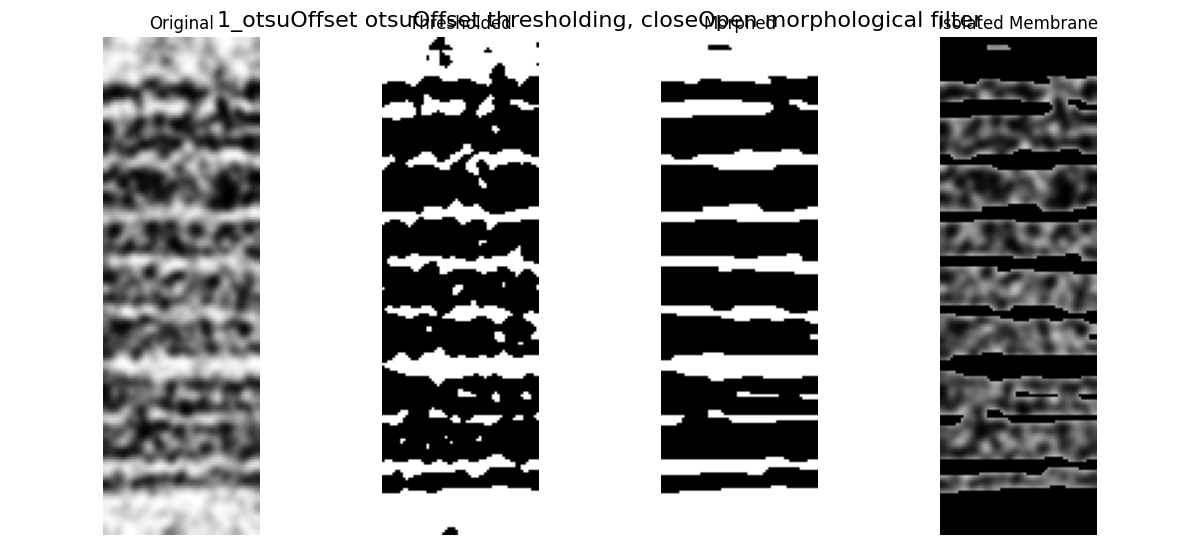 1_otsuOffset otsuOffset thresholding, closeOpen morphological filter
Original
Thresholded
Morphed
Isolated Membrane